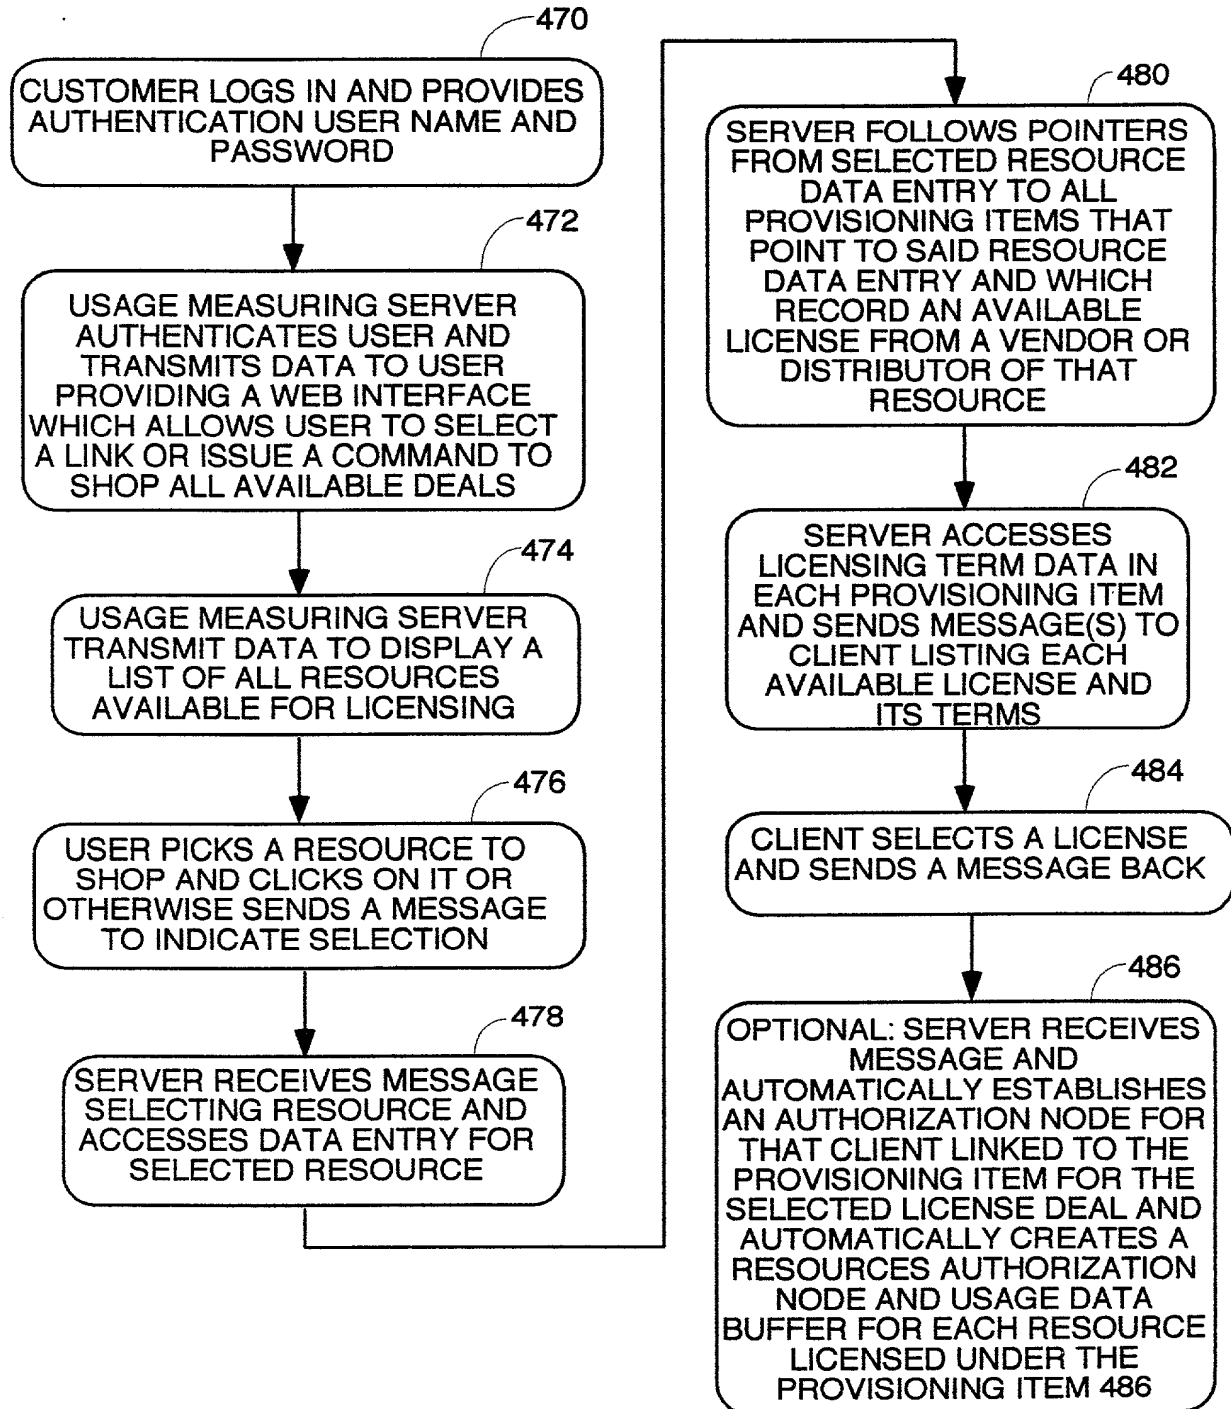 470
CUSTOMER LOGS IN AND PROVIDES
AUTHENTICATION USER NAME AND
PASSWORD
472
USAGE MEASURING SERVER
AUTHENTICATES USER AND
TRANSMITS DATA TO USER
PROVIDING A WEB INTERFACE
WHICH ALLOWS USER TO SELECT
A LINK OR ISSUE A COMMAND TO
SHOP ALL AVAILABLE DEALS
474
USAGE MEASURING SERVER
TRANSMIT DATA TO DISPLAY A
LIST OF ALL RESOURCES
AVAILABLE FOR LICENSING
476
USER PICKS A RESOURCE TO
SHOP AND CLICKS ON IT OR
OTHERWISE SENDS A MESSAGE
TO INDICATE SELECTION
478
SERVER RECEIVES MESSAGE
SELECTING RESOURCE AND
ACCESSES DATA ENTRY FOR
SELECTED RESOURCE
480
SERVER FOLLOWS POINTERS
FROM SELECTED RESOURCE
DATA ENTRY TO ALL
PROVISIONING ITEMS THAT
POINT TO SAID RESOURCE
DATA ENTRY AND WHICH
RECORD AN AVAILABLE
LICENSE FROM A VENDOR OR
DISTRIBUTOR OF THAT
RESOURCE
482
SERVER ACCESSES
LICENSING TERM DATA IN
EACH PROVISIONING ITEM
AND SENDS MESSAGE(S) TO
CLIENT LISTING EACH
AVAILABLE LICENSE AND
ITS TERMS
484
CLIENT SELECTS A LICENSE
AND SENDS A MESSAGE BACK
486
OPTIONAL: SERVER RECEIVES
MESSAGE AND
AUTOMATICALLY ESTABLISHES
AN AUTHORIZATION NODE FOR
THAT CLIENT LINKED TO THE
PROVISIONING ITEM FOR THE
SELECTED LICENSE DEAL AND
AUTOMATICALLY CREATES A
RESOURCES AUTHORIZATION
NODE AND USAGE DATA
BUFFER FOR EACH RESOURCE
LICENSED UNDER THE
PROVISIONING ITEM 486